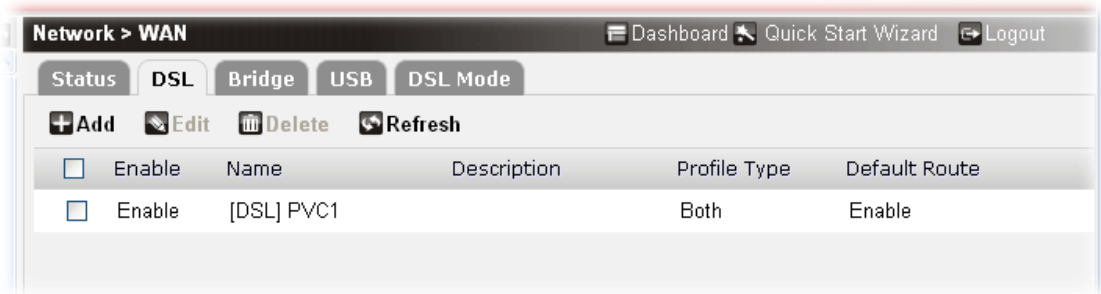 Network > WAN Dashboard Quick Start Wizard Logout
Status DSL Bridge USB DSL Mode
Add Edit Delete Refresh
Enable Name Description Profile Type Default Route
Enable [DSL] PVC1 Both Enable